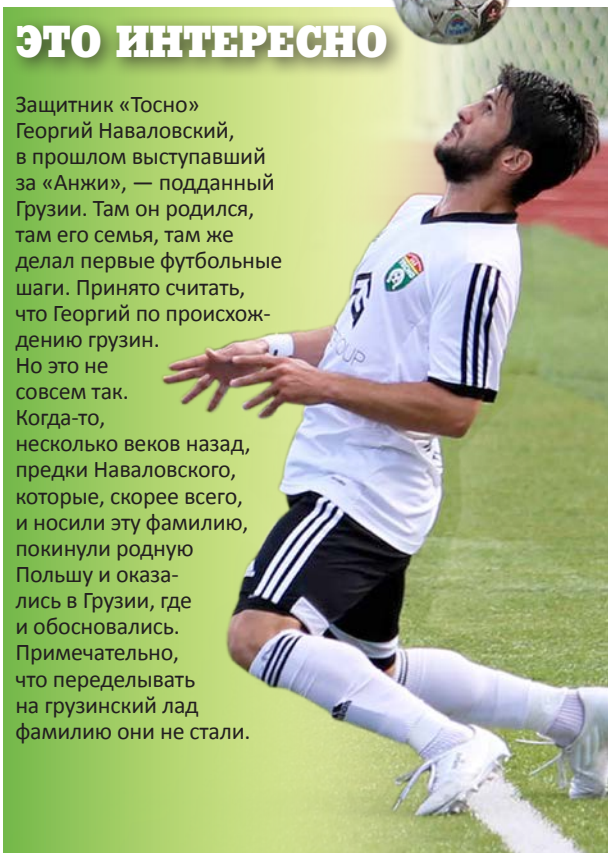 ЭТО ИНТЕРЕСНО
Защитник «Тосно»
Георгий Наваловский,
в прошлом выступавший
за «Анжи», — подданный
Грузии. Там он родился,
там его семья, там же
делал первые футбольные
шаги. Принято считать,
что Георгий по происхож-
дению грузин.
Но это не
совсем так.
Когда-то,
несколько веков назад,
предки Наваловского,
которые, скорее всего,
и носили эту фамилию,
покинули родную
Польшу и оказа-
лись в Грузии, где
и обосновались.
Примечательно,
что переделывать
на грузинский лад
фамилию они не стали.